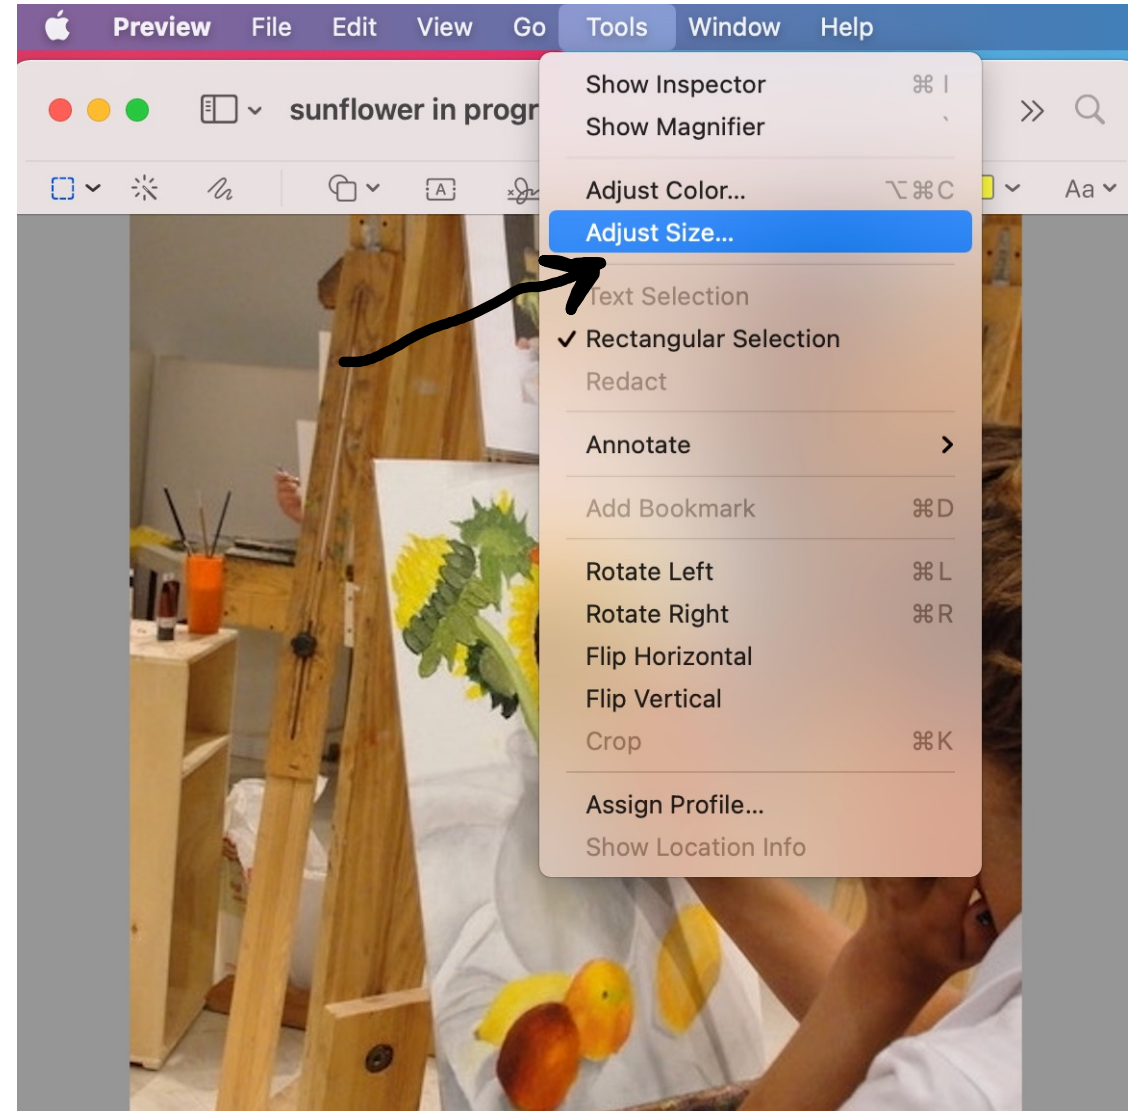 Preview File Edit View Go Tools Window Help
sunflower in progr
A
Aa
Show Inspector ⌘ I
Show Magnifier `
Adjust Color... ⌥⌘C
Adjust Size...
Text Selection
✓ Rectangular Selection
Redact
Annotate
Add Bookmark ⌘D
Rotate Left ⌘L
Rotate Right ⌘R
Flip Horizontal
Flip Vertical
Crop ⌘K
Assign Profile...
Show Location Info